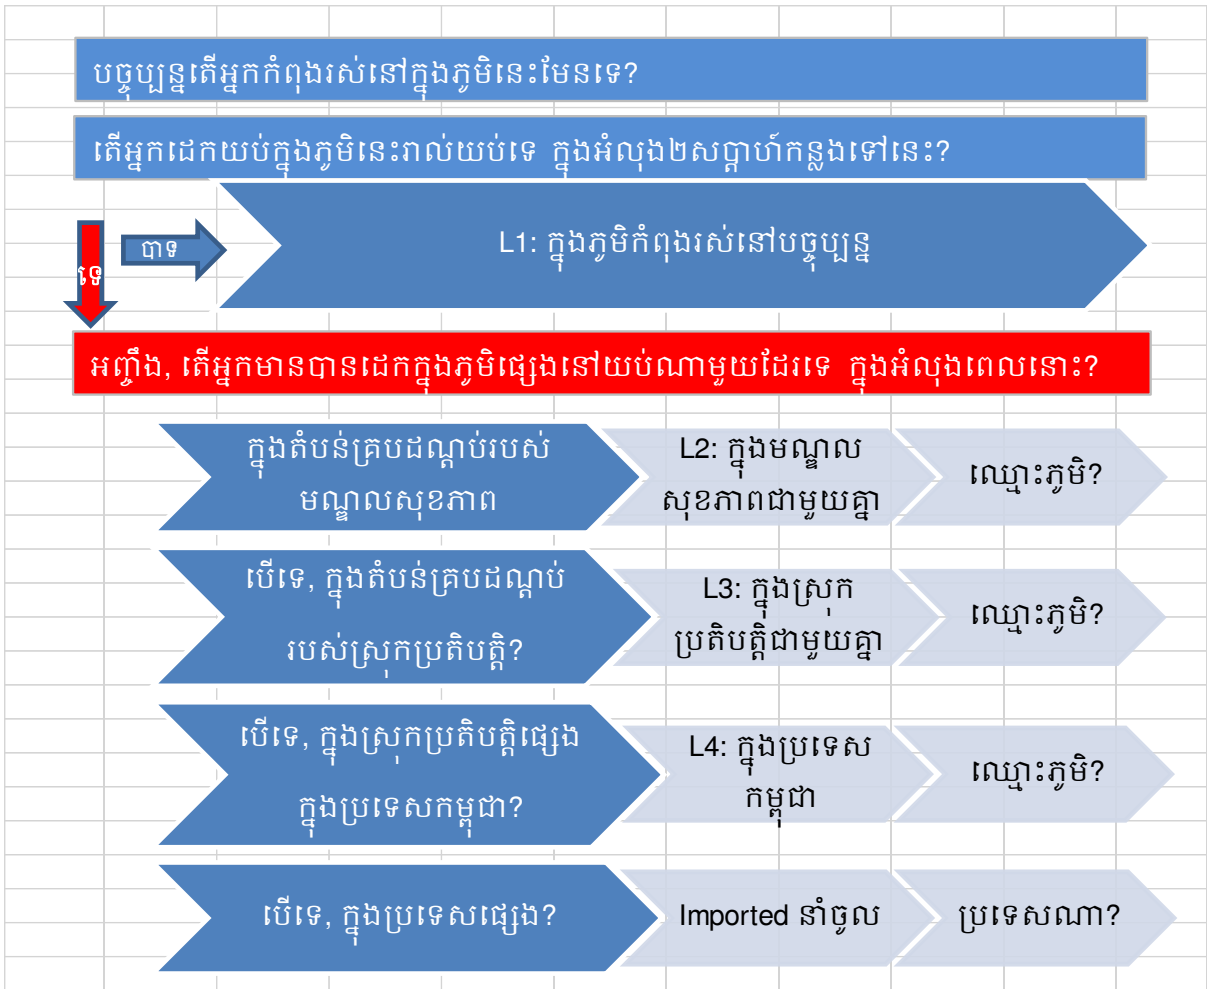 បច្ចុប្បន្នតើអ្នកកំពុងរស់នៅក្នុងភូមិនេះមែនទេ?
តើអ្នកដេកយប់ក្នុងភូមិនេះរាល់យប់ទេ ក្នុងអំលុង២សប្តាហ៍កន្លងទៅនេះ?
L1: ក្នុងភូមិកំពុងរស់នៅបច្ចុប្បន្ន
បាទ
ទេ
អញ្ចឹង, តើអ្នកមានបានដេកក្នុងភូមិផ្សេងនៅយប់ណាមួយដែរទេ ក្នុងអំលុងពេលនោះ?
ក្នុងតំបន់គ្របដណ្តប់របស់
មណ្ឌលសុខភាព
L2: ក្នុងមណ្ឌល
សុខភាពជាមួយគ្នា
ឈ្មោះភូមិ?
បើទេ, ក្នុងតំបន់គ្របដណ្តប់
របស់ស្រុកប្រតិបត្តិ?
L3: ក្នុងស្រុក
ប្រតិបត្តិជាមួយគ្នា
ឈ្មោះភូមិ?
បើទេ, ក្នុងស្រុកប្រតិបត្តិផ្សេង
ក្នុងប្រទេសកម្ពុជា?
L4: ក្នុងប្រទេស
កម្ពុជា
ឈ្មោះភូមិ?
បើទេ, ក្នុងប្រទេសផ្សេង?
Imported នាំចូល
ប្រទេសណា?